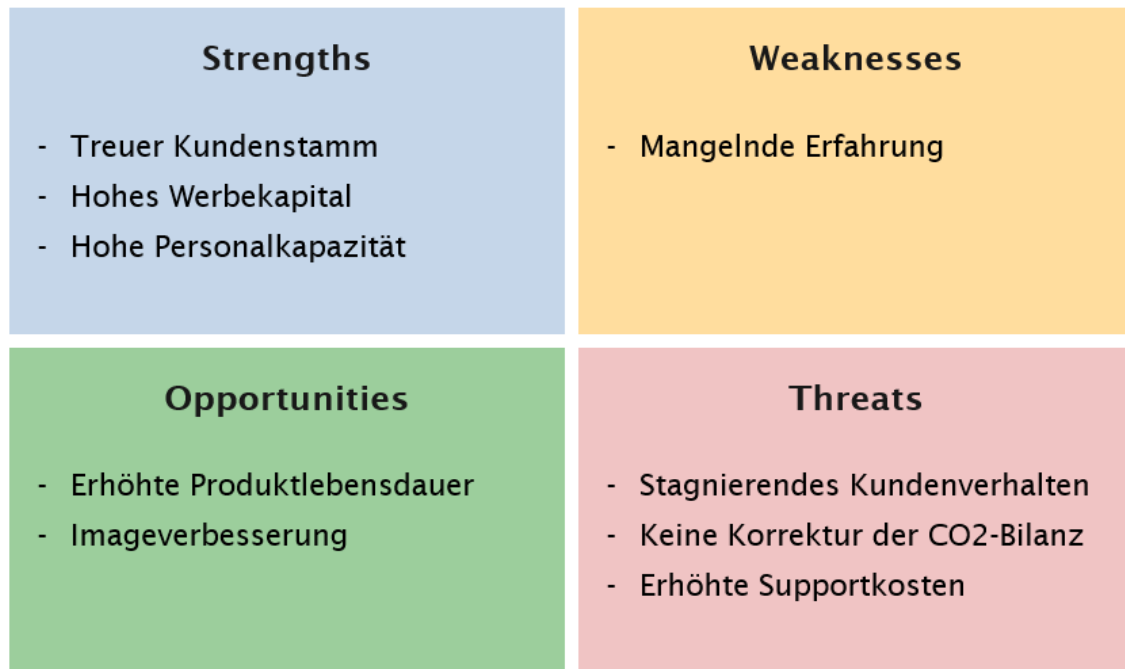 Strengths
- Treuer Kundenstamm
- Hohes Werbekapital
- Hohe Personalkapazität
Weaknesses
- Mangelnde Erfahrung
Opportunities
- Erhöhte Produktlebensdauer
- Imageverbesserung
Threats
- Stagnierendes Kundenverhalten
- Keine Korrektur der CO2-Bilanz
- Erhöhte Supportkosten